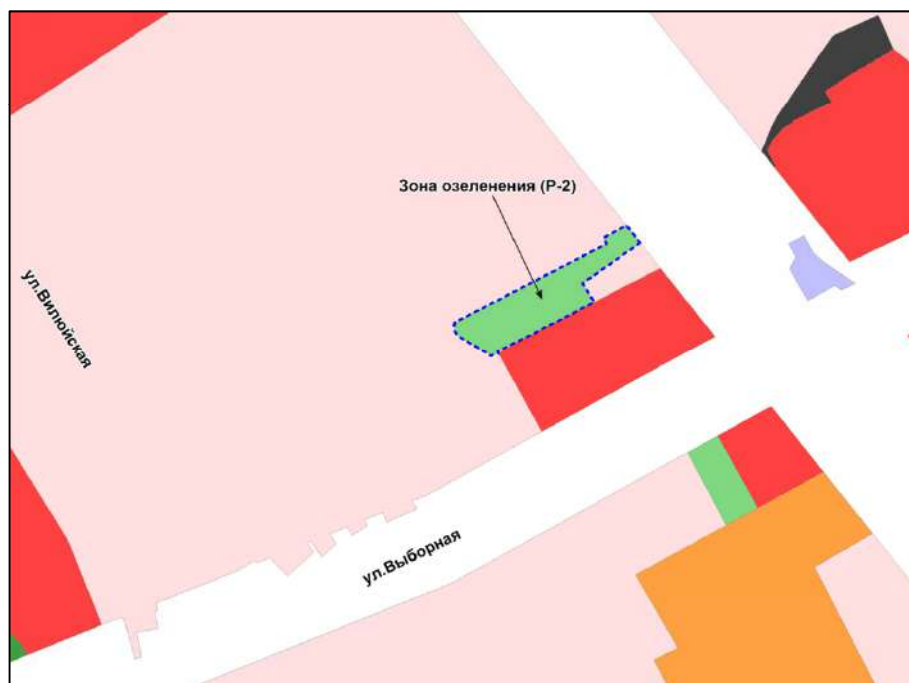 Зона озеленения (Р-2)
ул.Вилюйская
ул.Выборная